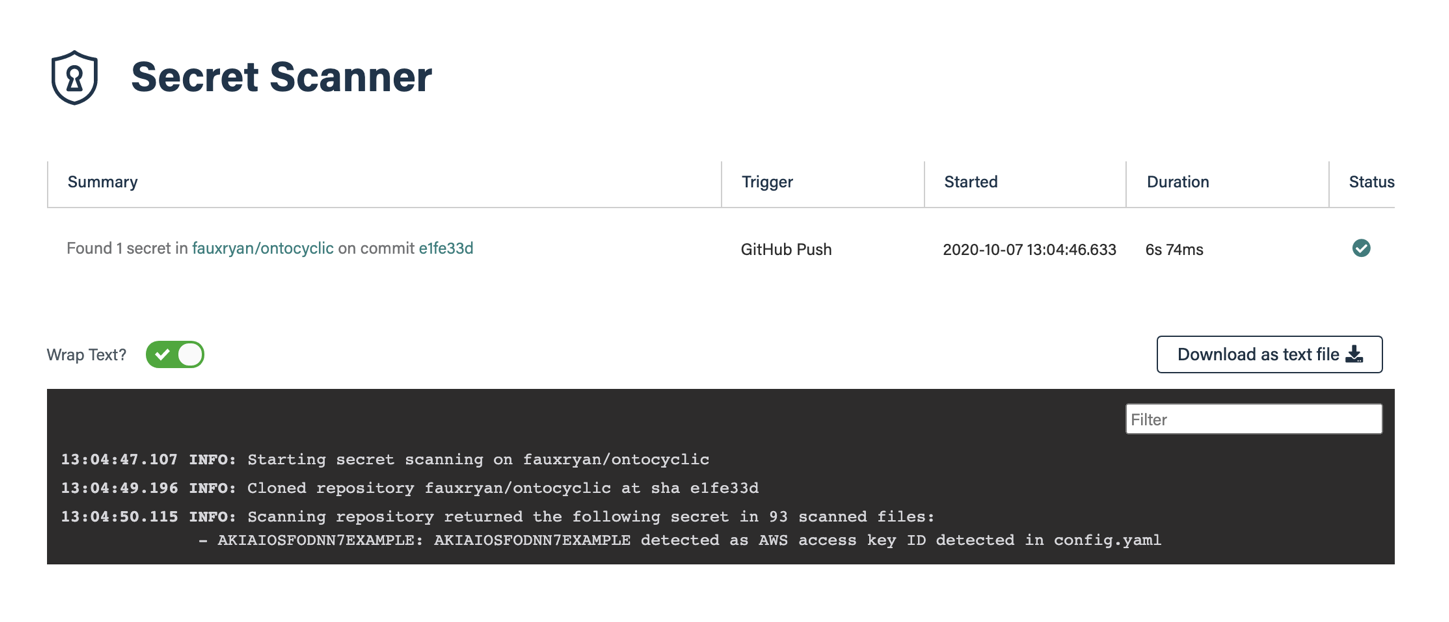 Secret Scanner
Summary Trigger Started Duration Status
Found 1 secret in fauxryan/ontocyclic on commit e1fe33d GitHub Push 2020-10-07 13:04:46.633 6s 74ms
Wrap Text? Download as text file
Filter
13:04:47.107 INFO: Starting secret scanning on fauxryan/ontocyclic
13:04:49.196 INFO: Cloned repository fauxryan/ontocyclic at sha e1fe33d
13:04:50.115 INFO: Scanning repository returned the following secret in 93 scanned files:
– AKIAIOSFODNN7EXAMPLE: AKIAIOSFODNN7EXAMPLE detected as AWS access key ID detected in config.yaml